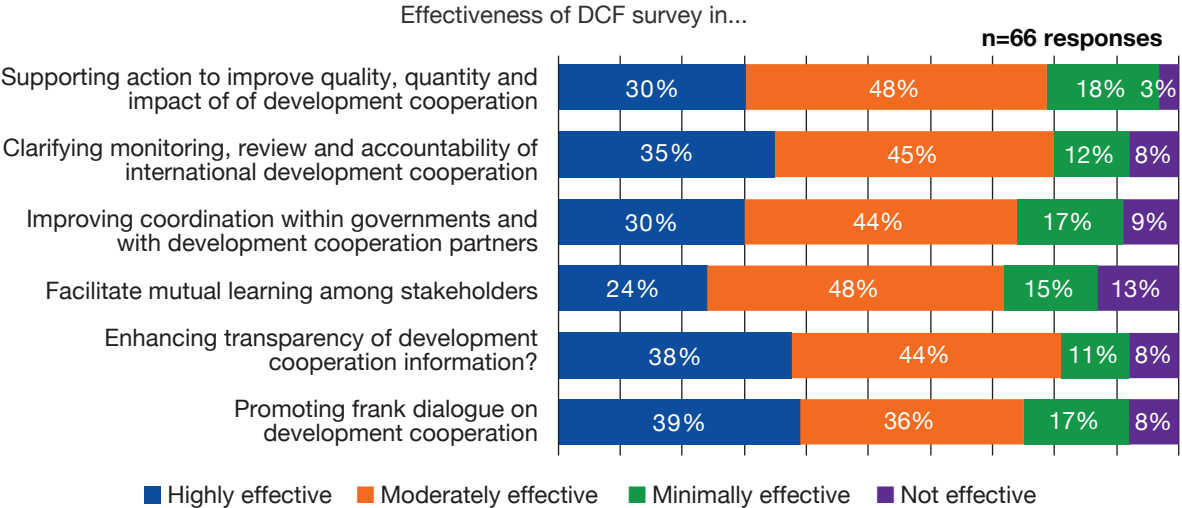 Effectiveness of DCF survey in...
n=66 responses
Supporting action to improve quality, quantity and
impact of of development cooperation
30% 48% 18% 3%
Clarifying monitoring, review and accountability of
international development cooperation
35% 45% 12% 8%
Improving coordination within governments and
with development cooperation partners
30% 44% 17% 9%
Facilitate mutual learning among stakeholders
24% 48% 15% 13%
Enhancing transparency of development
cooperation information?
38% 44% 11% 8%
Promoting frank dialogue on
development cooperation
39% 36% 17% 8%
Highly effective Moderately effective Minimally effective Not effective